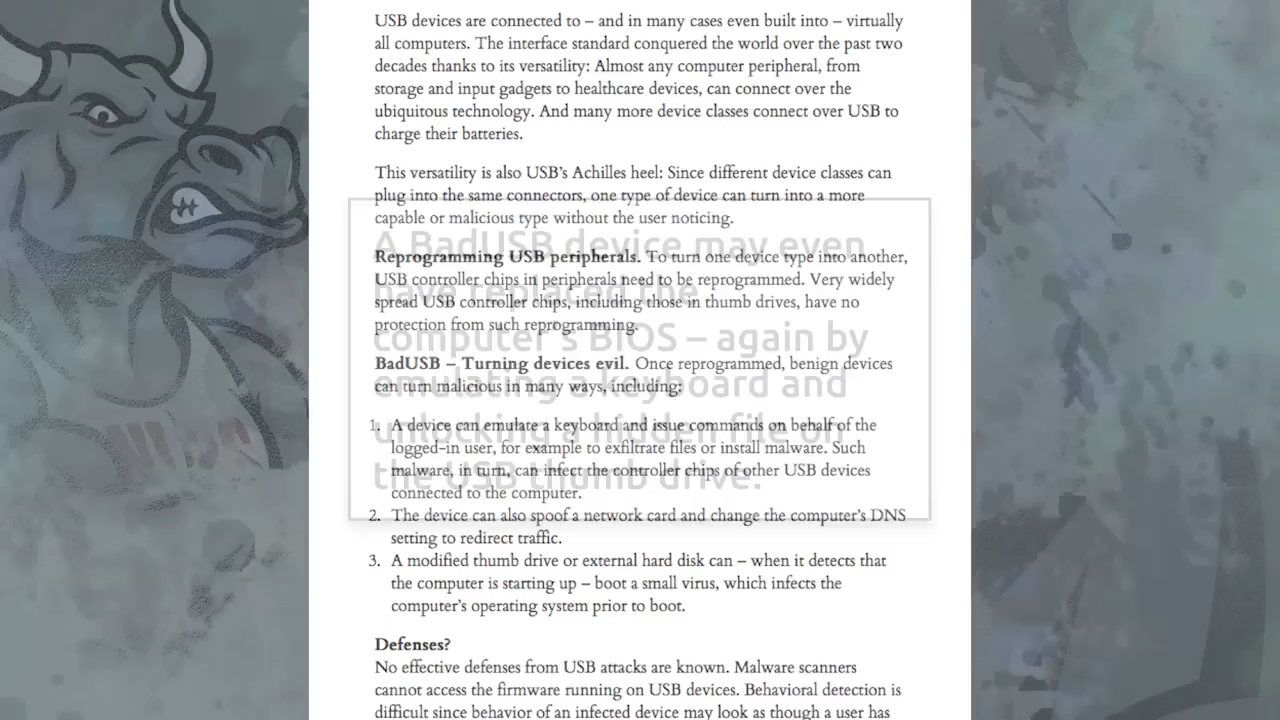 USB devices are connected to – and in many cases even built into – virtually
all computers. The interface standard conquered the world over the past two
decades thanks to its versatility: Almost any computer peripheral, from
storage and input gadgets to healthcare devices, can connect over the
ubiquitous technology. And many more device classes connect over USB to
charge their batteries.
This versatility is also USB’s Achilles heel: Since different device classes can
plug into the same connectors, one type of device can turn into a more
capable or malicious type without the user noticing.
Reprogramming USB peripherals. To turn one device type into another,
USB controller chips in peripherals need to be reprogrammed. Very widely
spread USB controller chips, including those in thumb drives, have no
protection from such reprogramming.
BadUSB – Turning devices evil. Once reprogrammed, benign devices
can turn malicious in many ways, including:
1. A device can emulate a keyboard and issue commands on behalf of the
logged-in user, for example to exfiltrate files or install malware. Such
malware, in turn, can infect the controller chips of other USB devices
connected to the computer.
2. The device can also spoof a network card and change the computer’s DNS
setting to redirect traffic.
3. A modified thumb drive or external hard disk can – when it detects that
the computer is starting up – boot a small virus, which infects the
computer’s operating system prior to boot.
Defenses?
No effective defenses from USB attacks are known. Malware scanners
cannot access the firmware running on USB devices. Behavioral detection is
difficult since behavior of an infected device may look as though a user has
A BadUSB device may even
have replaced the
computer’s BIOS – again by
emulating a keyboard and
unlocking a hidden file on
the USB thumb drive.